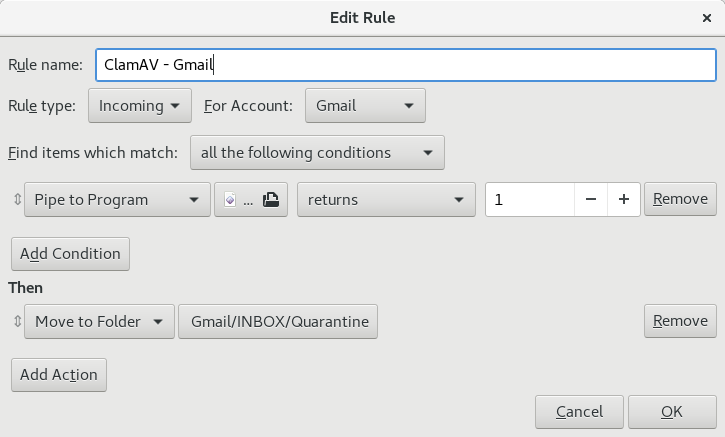 Edit Rule ×
Rule name: ClamAV - Gmail
Rule type: Incoming For Account: Gmail
Find items which match: all the following conditions
Pipe to Program ... returns 1 − + Remove
Add Condition
Then
Move to Folder Gmail/INBOX/Quarantine Remove
Add Action
Cancel OK